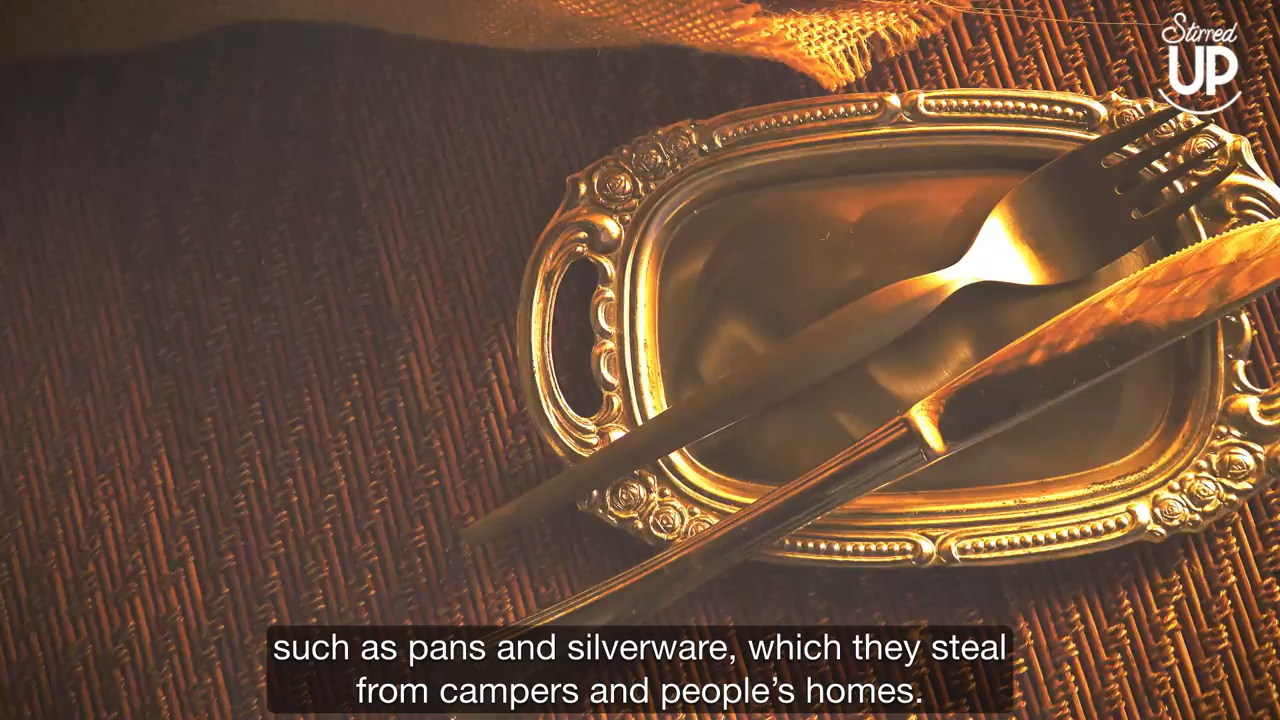 Stirred
UP
such as pans and silverware, which they steal
from campers and people's homes.